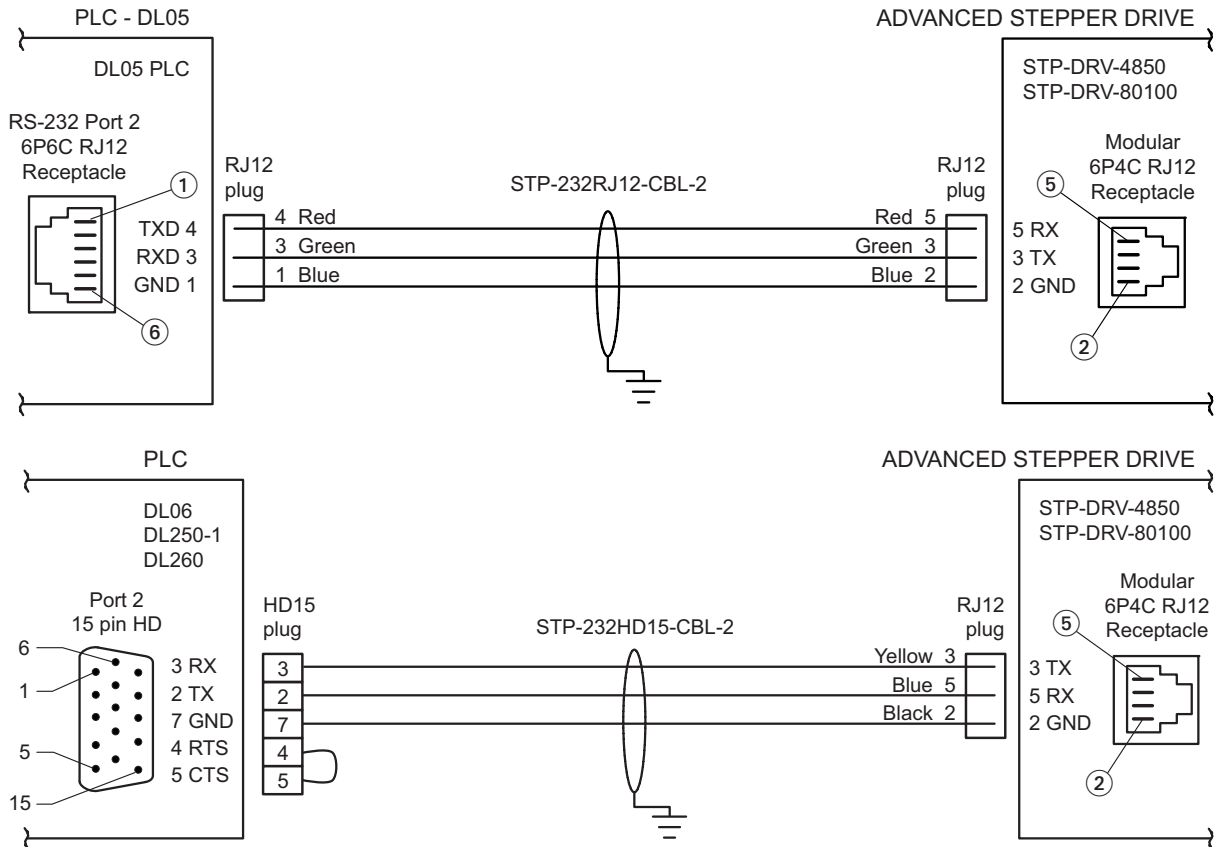 PLC - DL05
ADVANCED STEPPER DRIVE
DL05 PLC
RS-232 Port 2
6P6C RJ12
Receptacle
1
6
TXD 4
RXD 3
GND 1
RJ12
plug
4 Red
3 Green
1 Blue
STP-232RJ12-CBL-2
Red 5
Green 3
Blue 2
RJ12
plug
STP-DRV-4850
STP-DRV-80100
Modular
6P4C RJ12
Receptacle
5 RX
3 TX
2 GND
5
2
PLC
ADVANCED STEPPER DRIVE
DL06
DL250-1
DL260
Port 2
15 pin HD
6
1
5
15
3 RX
2 TX
7 GND
4 RTS
5 CTS
HD15
plug
3
2
7
4
5
STP-232HD15-CBL-2
Yellow 3
Blue 5
Black 2
RJ12
plug
STP-DRV-4850
STP-DRV-80100
Modular
6P4C RJ12
Receptacle
3 TX
5 RX
2 GND
5
2